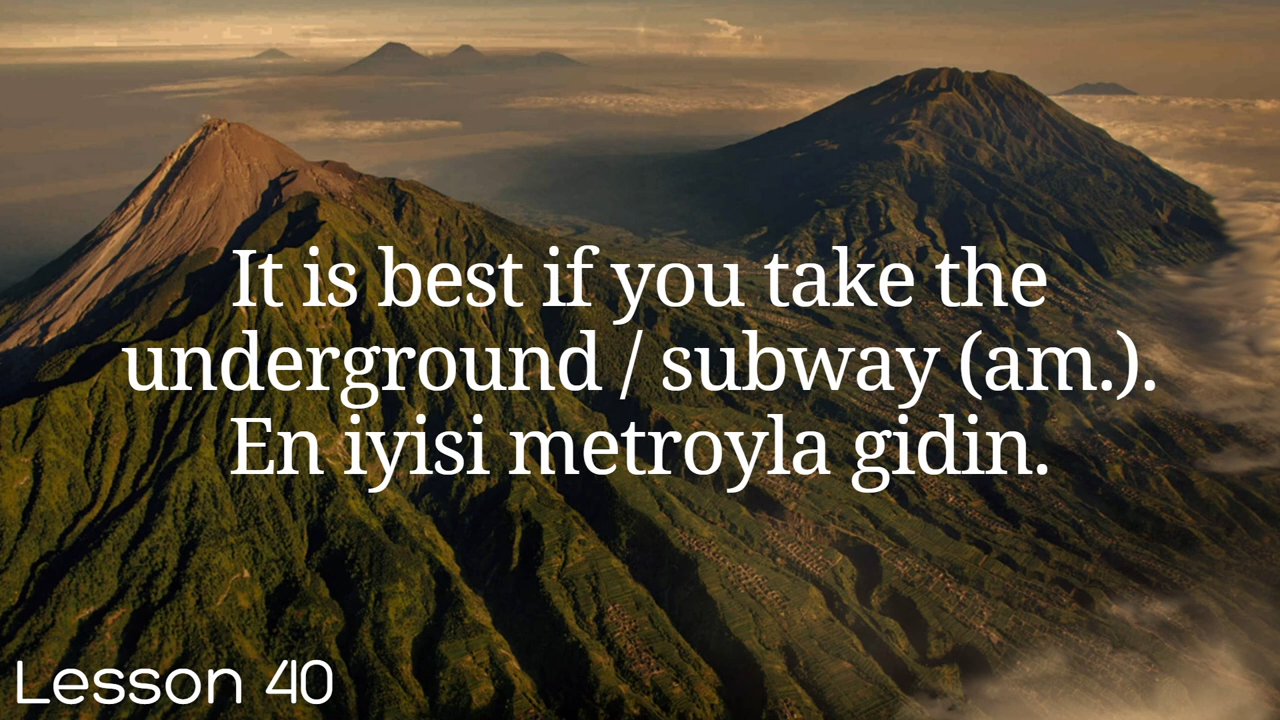 It is best if you take the
underground / subway (am.).
En iyisi metroyla gidin.
Lesson 40